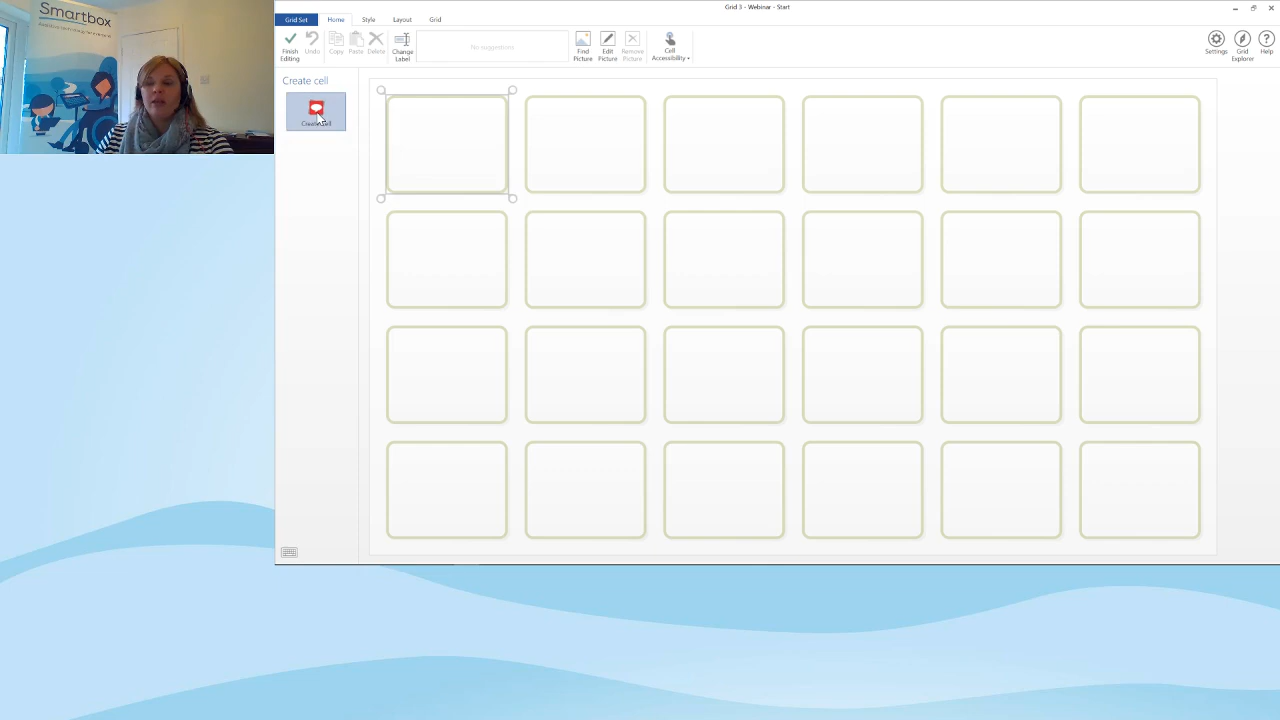 Smartbox
Grid 3 - Webinar - Start
Grid Set Home Style Layout Grid
Finish Editing
Undo
Copy
Paste
Delete
Change Label
No suggestions
Find Picture
Edit Picture
Remove Picture
Cell Accessibility
Settings
Grid Explorer
Help
Create cell